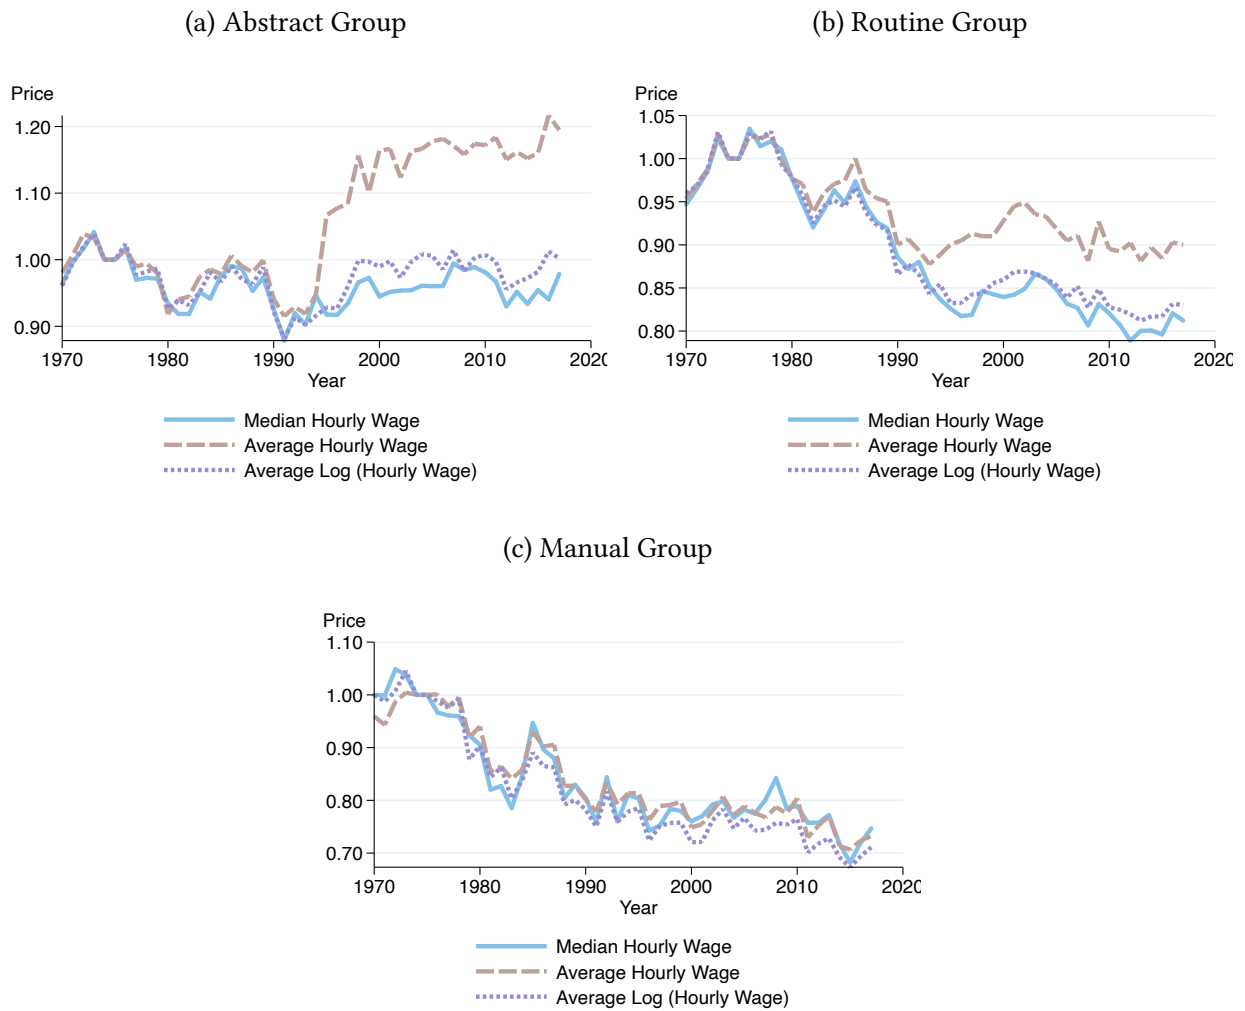 (a) Abstract Group
Price
1.20
1.10
1.00
0.90
1970 1980 1990 2000 2010 2020
Year
Median Hourly Wage
Average Hourly Wage
Average Log (Hourly Wage)
(b) Routine Group
Price
1.05
1.00
0.95
0.90
0.85
0.80
1970 1980 1990 2000 2010 2020
Year
Median Hourly Wage
Average Hourly Wage
Average Log (Hourly Wage)
(c) Manual Group
Price
1.10
1.00
0.90
0.80
0.70
1970 1980 1990 2000 2010 2020
Year
Median Hourly Wage
Average Hourly Wage
Average Log (Hourly Wage)